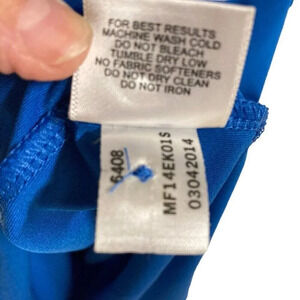 FOR BEST RESULTS
MACHINE WASH COLD
DO NOT BLEACH
TUMBLE DRY LOW
NO FABRIC SOFTENERS
DO NOT DRY CLEAN
DO NOT IRON
6408
MF14EK01S
03042014